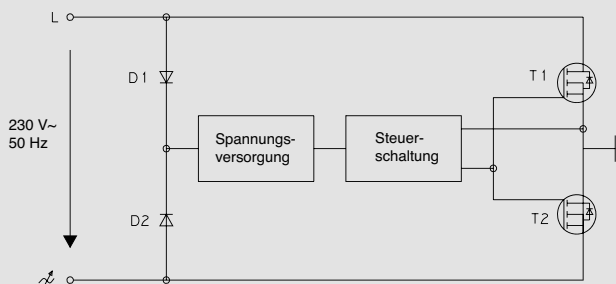 L
D1
T1
230 V~
50 Hz
Spannungs-
versorgung
Steuer-
schaltung
D2
T2